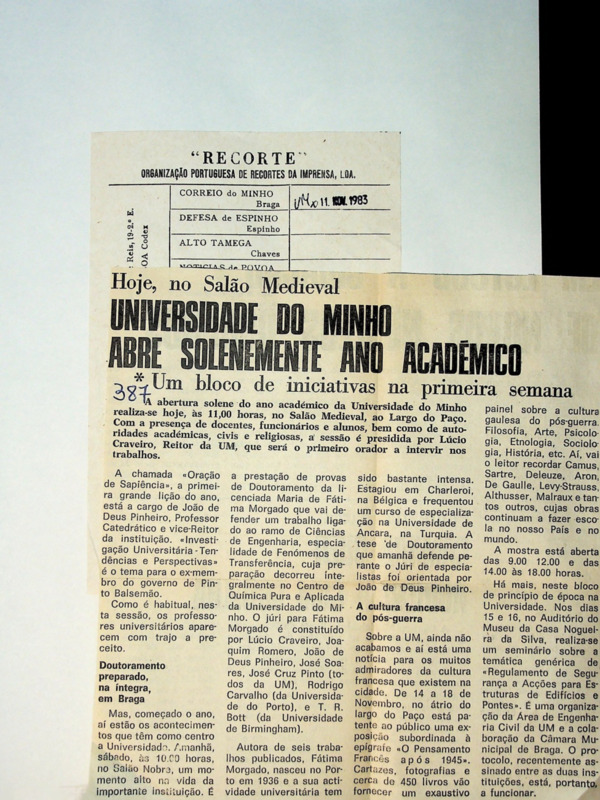 "RECORTE"
ORGANIZAÇÃO PORTUGUESA DE RECORTES DA IMPRENSA, LDA.
Reis, 19-2.º E.
OA Codex
CORREIO do MINHO
Braga
11 NOV. 1983
DEFESA de ESPINHO
Espinho
ALTO TAMEGA
Chaves
NOTICIAS da POVOA
Hoje, no Salão Medieval
UNIVERSIDADE DO MINHO
ABRE SOLENEMENTE ANO ACADÉMICO
* Um bloco de iniciativas na primeira semana
387
A abertura solene do ano académico da Universidade do Minho
realiza-se hoje, às 11,00 horas, no Salão Medieval, ao Largo do Paço.
Com a presença de docentes, funcionários e alunos, bem como de auto-
ridades académicas, civis e religiosas, a sessão é presidida por Lúcio
Craveiro, Reitor da UM, que será o primeiro orador a intervir nos
trabalhos.
A chamada «Oração
de Sapiência», a primei-
ra grande lição do ano,
está a cargo de João de
Deus Pinheiro, Professor
Catedrático e vice-Reitor
da instituição. «Investi-
gação Universitária - Ten-
dências e Perspectivas»
é o tema para o ex-mem-
bro do governo de Pin-
to Balsemão.
Como é habitual, nes-
ta sessão, os professo-
res universitários apare-
cem com trajo a pre-
ceito.
Doutoramento
preparado,
na íntegra,
em Braga
Mas, começado o ano,
aí estão os acontecimen-
tos que têm como centro
a Universidade. Amanhã,
sábado, às 10.00 horas,
no Salão Nobre, um mo-
mento alto na vida da
importante instituição. É
a prestação de provas
de Doutoramento da li-
cenciada Maria de Fáti-
ma Morgado que vai de-
fender um trabalho liga-
do ao ramo de Ciências
de Engenharia, especia-
lidade de Fenómenos de
Transferência, cuja pre-
paração decorreu inte-
gralmente no Centro de
Química Pura e Aplicada
da Universidade do Mi-
nho. O júri para Fátima
Morgado é constituído
por Lúcio Craveiro, Joa-
quim Romero, João de
Deus Pinheiro, José Soa-
res, José Cruz Pinto (to-
dos da UM), Rodrigo
Carvalho (da Universida-
de do Porto), e T. R.
Bott (da Universidade
de Birmingham).
Autora de seis traba-
lhos publicados, Fátima
Morgado, nasceu no Por-
to em 1936 e a sua acti-
vidade universitária tem
sido bastante intensa.
Estagiou em Charleroi,
na Bélgica e frequentou
um curso de especializa-
ção na Universidade de
Ancara, na Turquia. A
tese de Doutoramento
que amanhã defende pe-
rante o Júri de especia-
listas foi orientada por
João de Deus Pinheiro.
A cultura francesa
do pós-guerra
Sobre a UM, ainda não
acabamos e aí está uma
notícia para os muitos
admiradores da cultura
francesa que existem na
cidade. De 14 a 18 de
Novembro, no átrio do
largo do Paço está pa-
tente ao público uma ex-
posição subordinada à
epígrafe «O Pensamento
Francês após 1945».
Cartazes, fotografias e
cerca de 450 livros vão
fornecer um exaustivo
painel sobre a cultura
gaulesa do pós-guerra.
Filosofia, Arte, Psicolo-
gia, Etnologia, Sociolo-
gia, História, etc. Aí, vai
o leitor recordar Camus,
Sartre, Deleuze, Aron,
De Gaulle, Levy-Strauss,
Althusser, Malraux e tan-
tos outros, cujas obras
continuam a fazer esco-
la no nosso País e no
mundo.
A mostra está aberta
das 9.00 12.00 e das
14.00 às 18.00 horas.
Há mais, neste bloco
de princípio de época na
Universidade. Nos dias
15 e 16, no Auditório do
Museu da Casa Noguei-
ra da Silva, realiza-se
um seminário sobre a
temática genérica de
«Regulamento de Segu-
rança a Acções para Es-
truturas de Edifícios e
Pontes». É uma organiza-
ção da Área de Engenha-
ria Civil da UM e a cola-
boração da Câmara Mu-
nicipal de Braga. O pro-
tocolo, recentemente as-
sinado entre as duas ins-
tituições, está, portanto,
a funcionar.